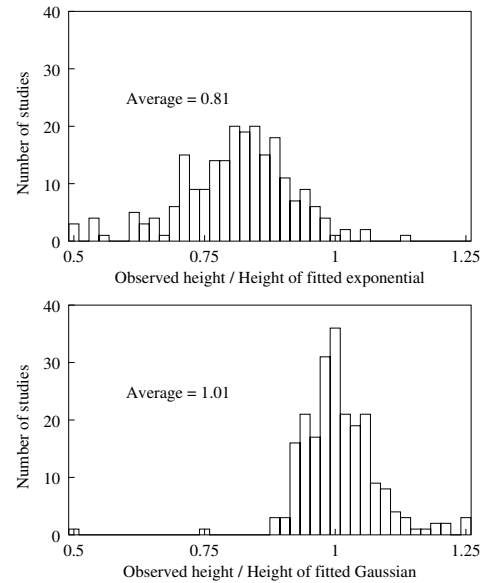 40
30
20
10
0
Number of studies
Average = 0.81
0.5 0.75 1 1.25
Observed height / Height of fitted exponential
40
30
20
10
0
Number of studies
Average = 1.01
0.5 0.75 1 1.25
Observed height / Height of fitted Gaussian